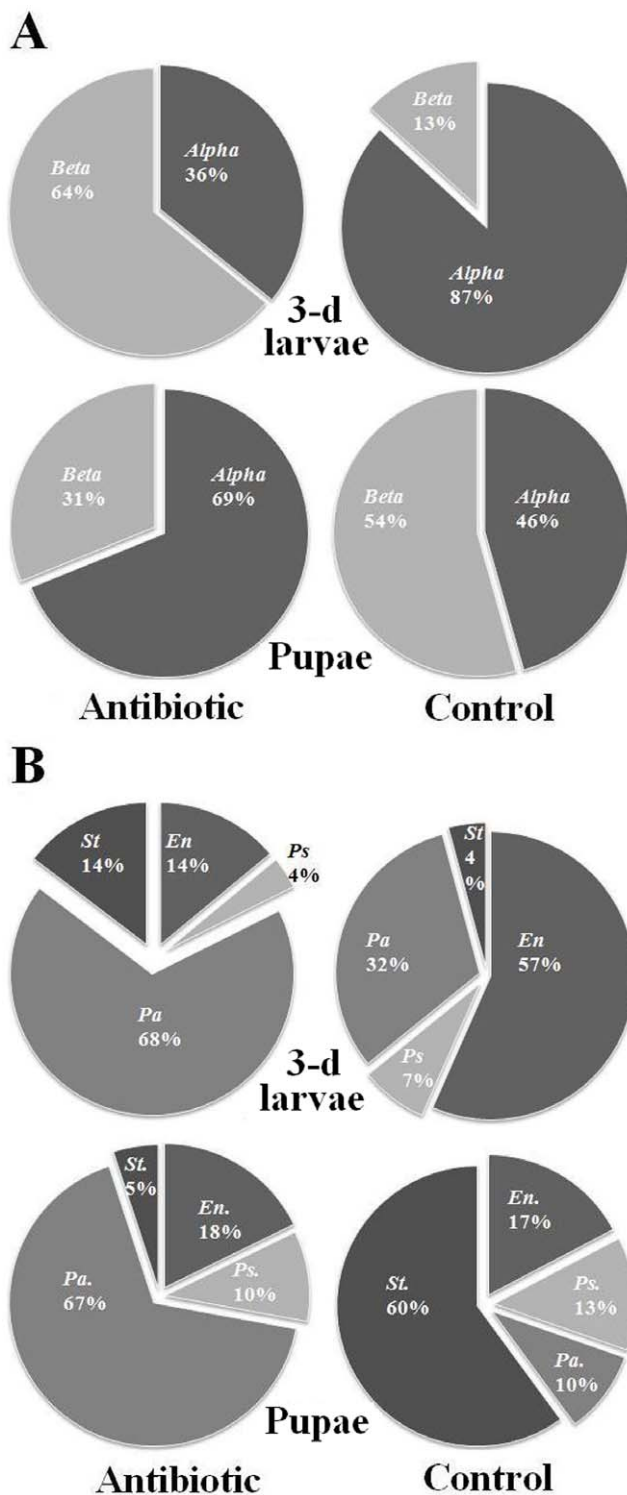 A
Beta
64%
Alpha
36%
Beta
13%
Alpha
87%
3-d
larvae
Beta
31%
Alpha
69%
Beta
54%
Alpha
46%
Pupae
Antibiotic
Control
B
St
14%
En
14%
Ps
4%
Pa
68%
St
4
%
Pa
32%
En
57%
Ps
7%
3-d
larvae
St.
5%
En.
18%
Ps.
10%
Pa.
67%
En.
17%
St.
60%
Ps.
13%
Pa.
10%
Pupae
Antibiotic
Control